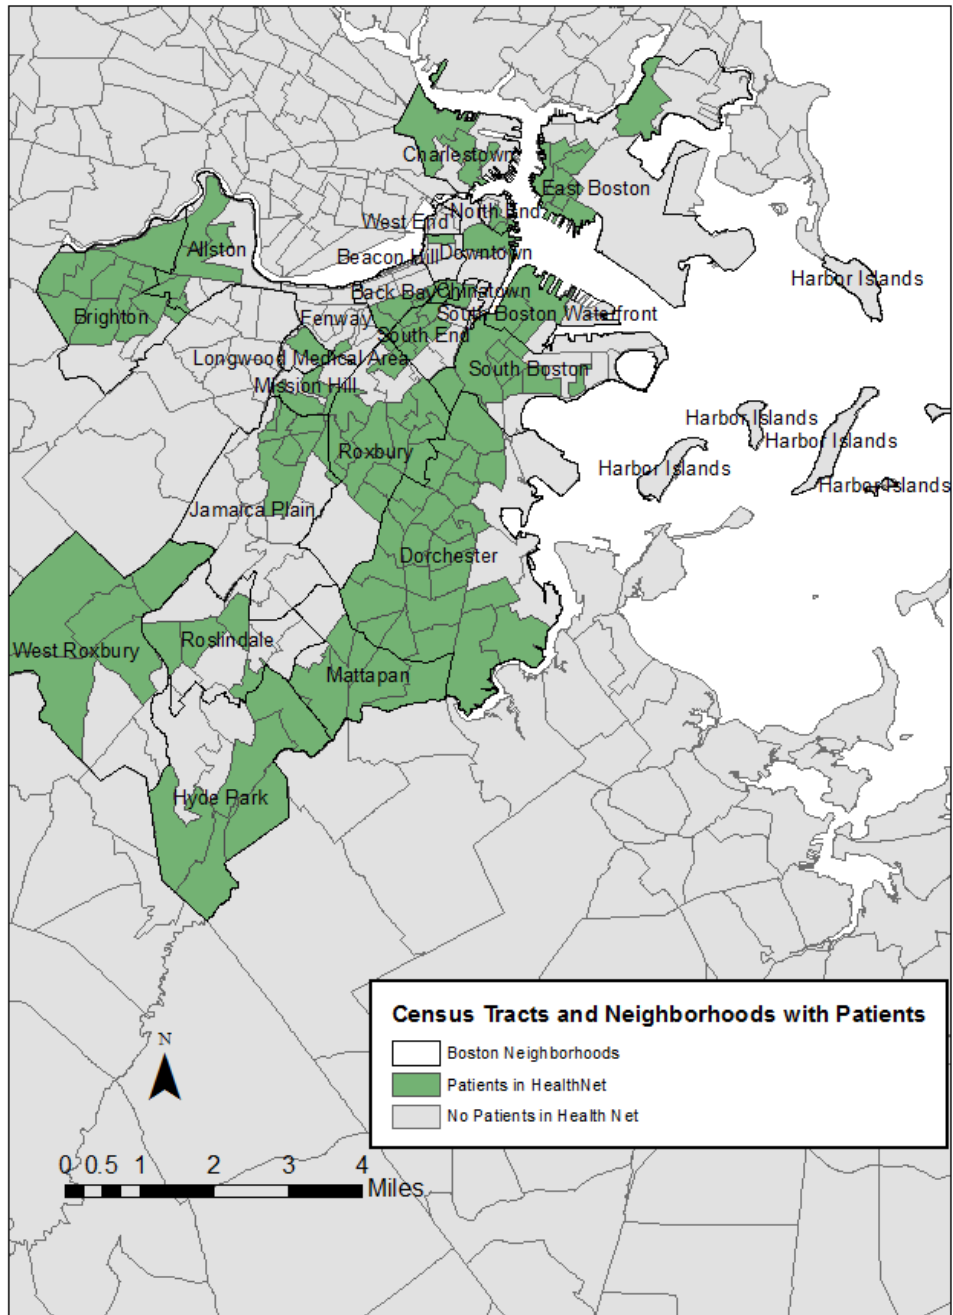 Charlestown
East Boston
West End
North End
Allston
Beacon Hill
Downtown
Harbor Islands
Back Bay
Chinatown
Brighton
Fenway
South Boston Waterfront
South End
Longwood Medical Area
South Boston
Mission Hill
Harbor Islands
Harbor Islands
Roxbury
Harbor Islands
Harbor Islands
Jamaica Plain
Dorchester
Roslindale
West Roxbury
Mattapan
Hyde Park
Census Tracts and Neighborhoods with Patients
Boston Neighborhoods
Patients in HealthNet
No Patients in Health Net
N
0 0.5 1 2 3 4
Miles